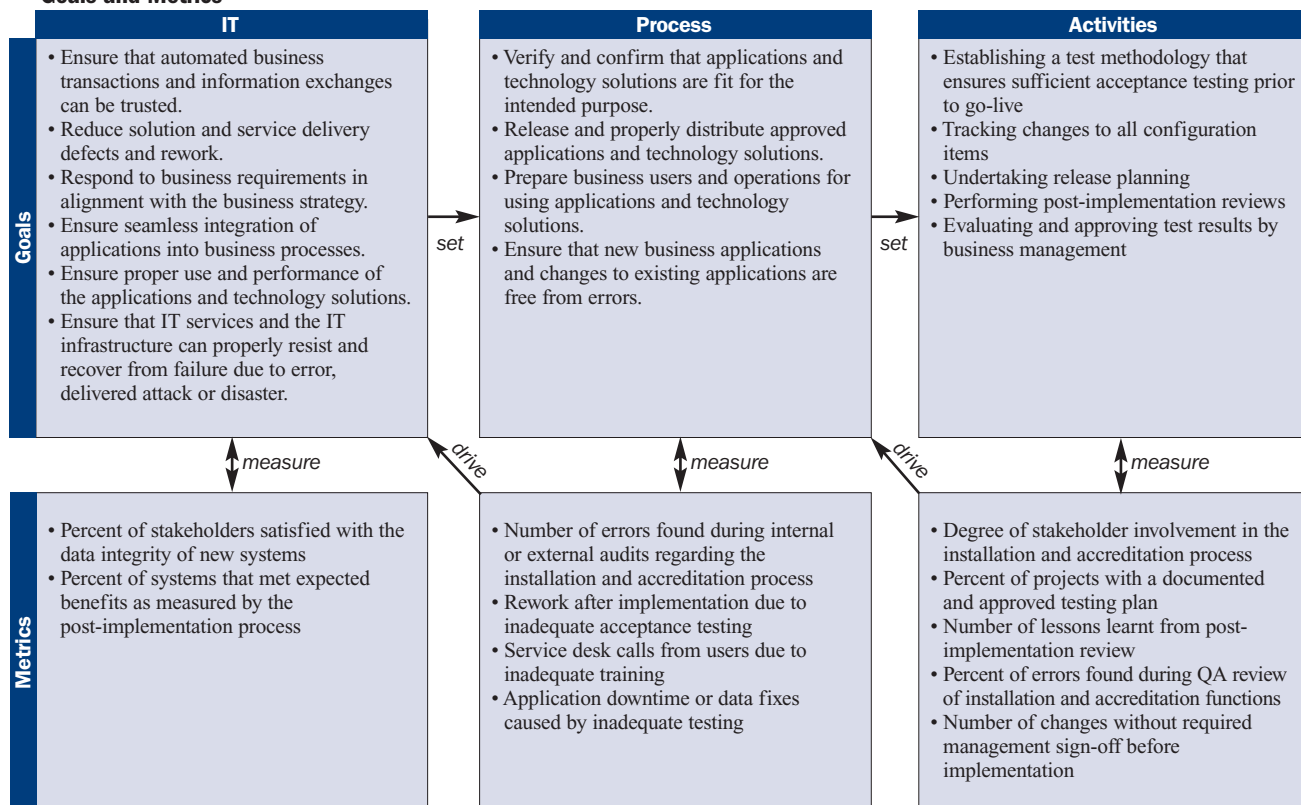 Goals and Metrics
IT
Process
Activities
Goals
• Ensure that automated business
transactions and information exchanges
can be trusted.
• Reduce solution and service delivery
defects and rework.
• Respond to business requirements in
alignment with the business strategy.
• Ensure seamless integration of
applications into business processes.
• Ensure proper use and performance of
the applications and technology solutions.
• Ensure that IT services and the IT
infrastructure can properly resist and
recover from failure due to error,
delivered attack or disaster.
set
• Verify and confirm that applications and
technology solutions are fit for the
intended purpose.
• Release and properly distribute approved
applications and technology solutions.
• Prepare business users and operations for
using applications and technology
solutions.
• Ensure that new business applications
and changes to existing applications are
free from errors.
set
• Establishing a test methodology that
ensures sufficient acceptance testing prior
to go-live
• Tracking changes to all configuration
items
• Undertaking release planning
• Performing post-implementation reviews
• Evaluating and approving test results by
business management
measure
drive
measure
drive
measure
Metrics
• Percent of stakeholders satisfied with the
data integrity of new systems
• Percent of systems that met expected
benefits as measured by the
post-implementation process
• Number of errors found during internal
or external audits regarding the
installation and accreditation process
• Rework after implementation due to
inadequate acceptance testing
• Service desk calls from users due to
inadequate training
• Application downtime or data fixes
caused by inadequate testing
• Degree of stakeholder involvement in the
installation and accreditation process
• Percent of projects with a documented
and approved testing plan
• Number of lessons learnt from post-
implementation review
• Percent of errors found during QA review
of installation and accreditation functions
• Number of changes without required
management sign-off before
implementation